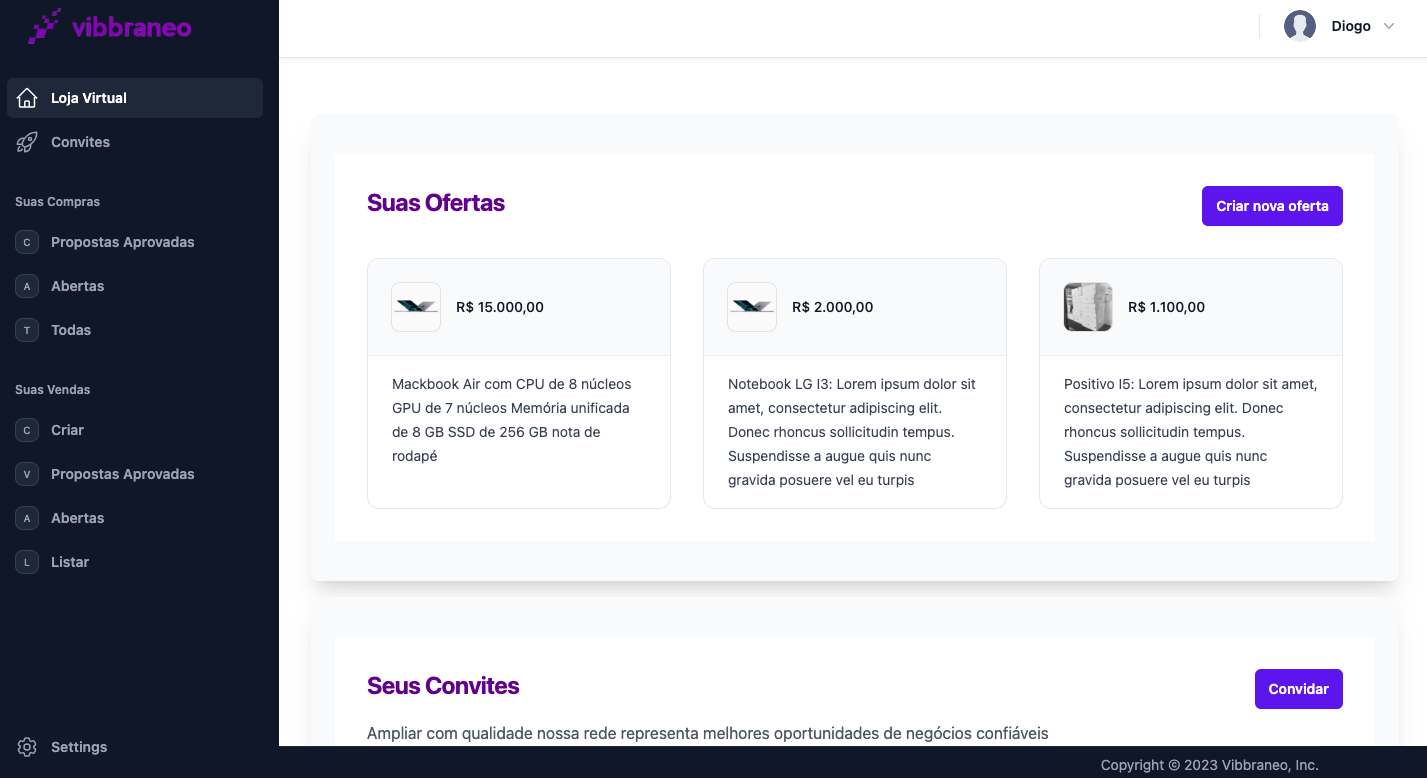 vibbraneo
Diogo
Loja Virtual
Convites
Suas Compras
C Propostas Aprovadas
A Abertas
T Todas
Suas Vendas
C Criar
V Propostas Aprovadas
A Abertas
L Listar
Settings
Suas Ofertas
Criar nova oferta
R$ 15.000,00
Mackbook Air com CPU de 8 núcleos
GPU de 7 núcleos Memória unificada
de 8 GB SSD de 256 GB nota de
rodapé
R$ 2.000,00
Notebook LG I3: Lorem ipsum dolor sit
amet, consectetur adipiscing elit.
Donec rhoncus sollicitudin tempus.
Suspendisse a augue quis nunc
gravida posuere vel eu turpis
R$ 1.100,00
Positivo I5: Lorem ipsum dolor sit amet,
consectetur adipiscing elit. Donec
rhoncus sollicitudin tempus.
Suspendisse a augue quis nunc
gravida posuere vel eu turpis
Seus Convites
Convidar
Ampliar com qualidade nossa rede representa melhores oportunidades de negócios confiáveis
Copyright © 2023 Vibbraneo, Inc.